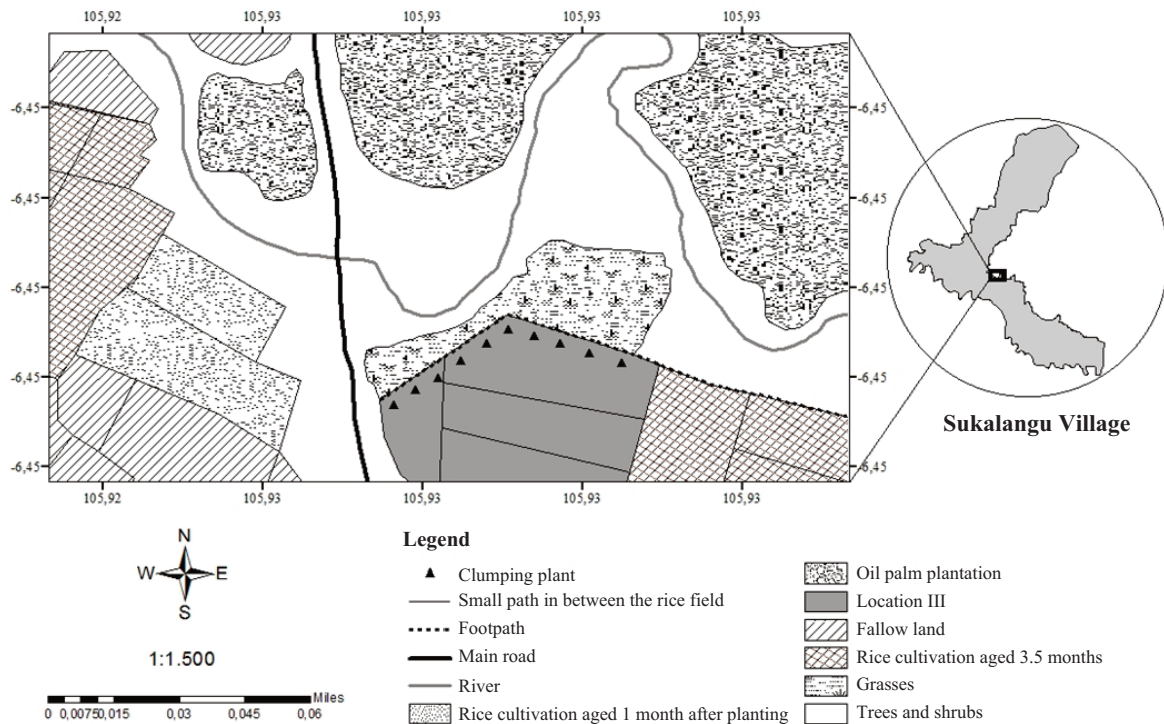 105,92 105,93 105,93 105,93 105,93
-6,45 -6,45
-6,45 -6,45
-6,45 -6,45
-6,45 -6,45
-6,45 -6,45
105,92 105,93 105,93 105,93 105,93
Sukalangu Village
N
W E
S
1:1.500
Miles
0 0,0075 0,015 0,03 0,045 0,06
Legend
Clumping plant
Small path in between the rice field
Footpath
Main road
River
Rice cultivation aged 1 month after planting
Oil palm plantation
Location III
Fallow land
Rice cultivation aged 3.5 months
Grasses
Trees and shrubs